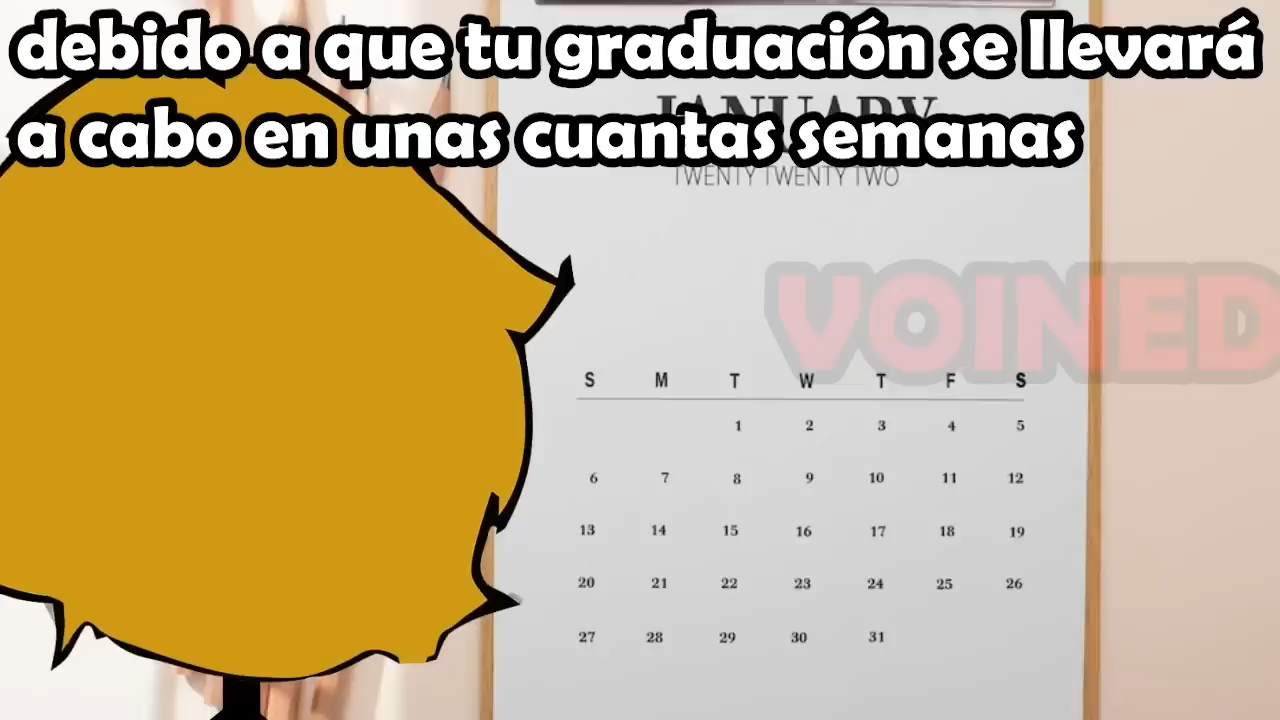 debido a que tu graduación se llevará
a cabo en unas cuantas semanas
JANUARY
TWENTY TWENTY TWO
VOINED
S M T W T F S
1 2 3 4 5
6 7 8 9 10 11 12
13 14 15 16 17 18 19
20 21 22 23 24 25 26
27 28 29 30 31